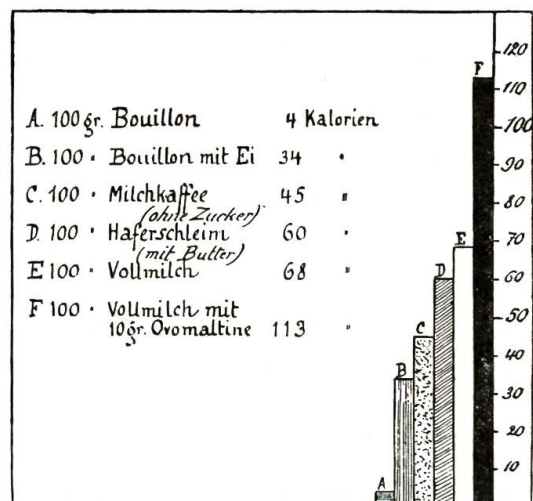 A. 100 gr. Bouillon 4 Kalorien
B. 100 " Bouillon mit Ei 34 "
C. 100 " Milchkaffee 45 "
(ohne Zucker)
D. 100 " Haferschleim 60 "
(mit Butter)
E 100 " Vollmilch 68 "
F 100 " Vollmilch mit
10gr. Ovomaltine 113 "
A
B
C
D
E
F
120
110
100
90
80
70
60
50
40
30
20
10